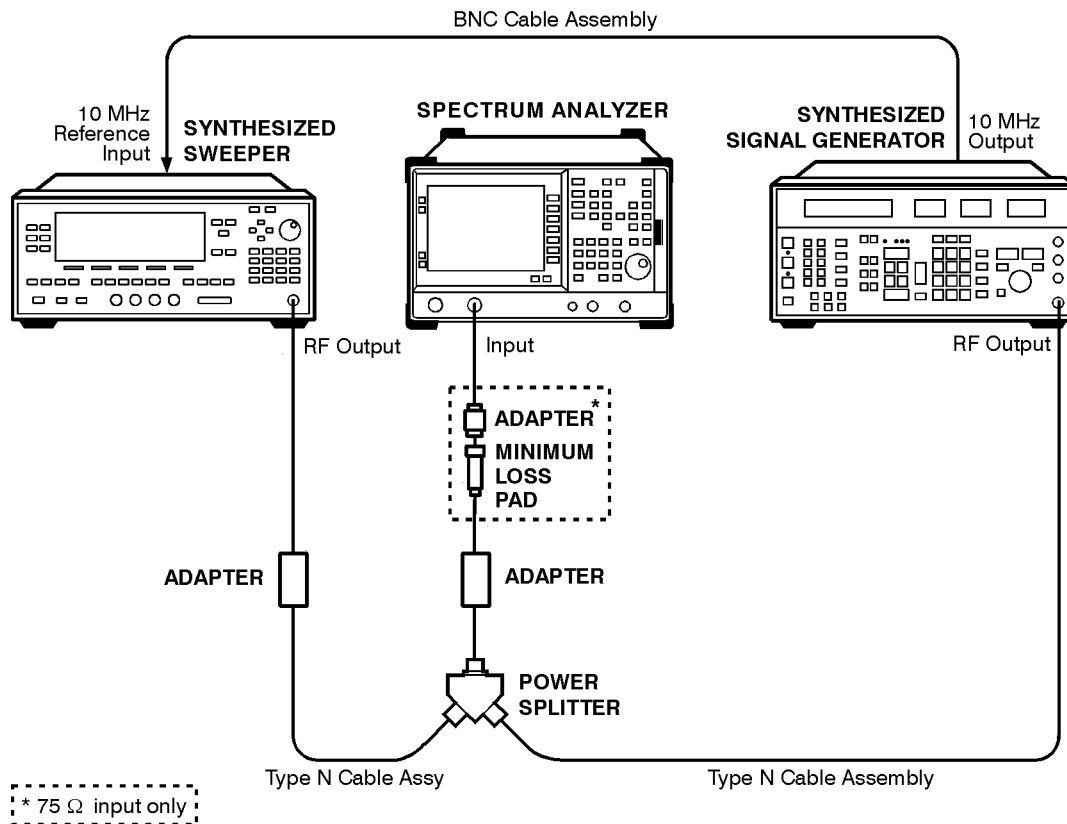 BNC Cable Assembly
10 MHz
Reference
Input
SYNTHESIZED
SWEEPER
SPECTRUM ANALYZER
SYNTHESIZED
SIGNAL GENERATOR
10 MHz
Output
RF Output
Input
RF Output
ADAPTER*
MINIMUM
LOSS
PAD
ADAPTER
ADAPTER
POWER
SPLITTER
Type N Cable Assy
Type N Cable Assembly
* 75 Ω input only